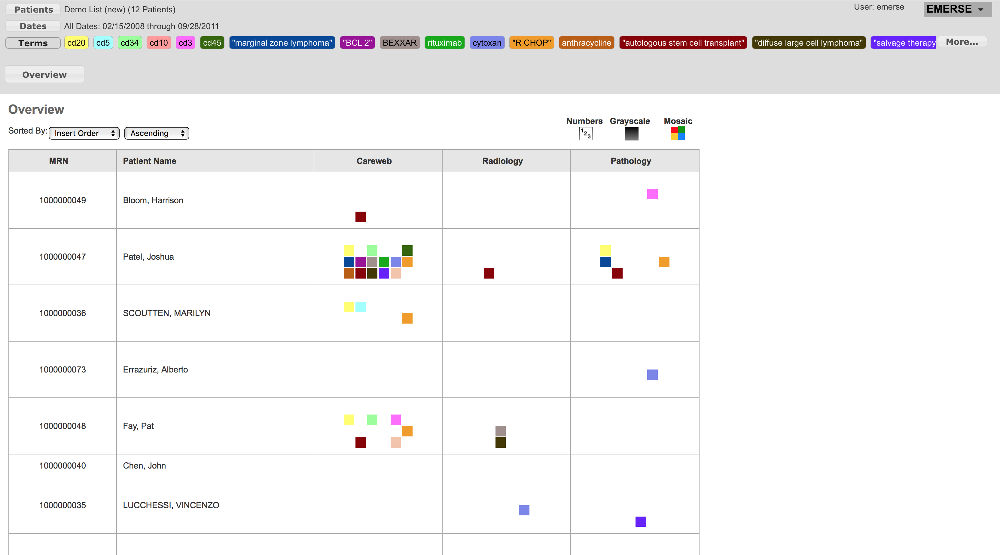 Patients Demo List (new) (12 Patients) User: emerse EMERSE
Dates All Dates: 02/15/2008 through 09/28/2011
Terms cd20 cd5 cd34 cd10 cd3 cd45 "marginal zone lymphoma" "BCL 2" BEXXAR rituximab cytoxan "R CHOP" anthracycline "autologous stem cell transplant" "diffuse large cell lymphoma" "salvage therapy More...
Overview
Overview
Numbers Grayscale Mosaic
Sorted By: Insert Order Ascending 1 2 3
MRN Patient Name Careweb Radiology Pathology
1000000049 Bloom, Harrison
1000000047 Patel, Joshua
1000000036 SCOUTTEN, MARILYN
1000000073 Errazuriz, Alberto
1000000048 Fay, Pat
1000000040 Chen, John
1000000035 LUCCHESSI, VINCENZO